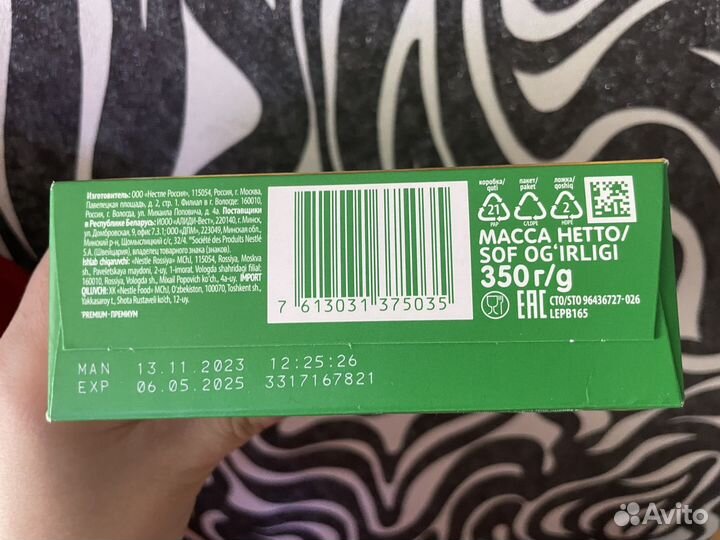 Изготовитель: ООО «Нестле Россия», 115054, Россия, г. Москва,
Павелецкая площадь, д. 2, стр. 1. Филиал в г. Вологде: 160010,
Россия, г. Вологда, ул. Михаила Поповича, д. 4а. Поставщики
в Республику Беларусь: ИООО «АЛИДИ-Вест», 220140, г. Минск,
ул. Домбровская, 9, офис 7.3.1; ООО «ДПМ», 223049, Минская обл.,
Минский р-н, Щомыслицкий с/с, 32/4. *Société des Produits Nestlé
S.A. (Швейцария), владелец товарного знака (знаков).
Ishlab chiqaruvchi: «Nestle Rossiya» MChJ, 115054, Rossiya, Moskva
sh., Paveletskaya maydoni, 2-uy, 1-imorat. Vologda shahridagi filial:
160010, Rossiya, Vologda sh., Mixail Popovich ko'ch., 4a-uy. IMPORT
QILUVCHI: XK «Nestle Food» MChJ, O'zbekiston, 100070, Toshkent sh.,
Yakkasaroy t., Shota Rustaveli ko'ch., 12-uy.
¹PREMIUM - ПРЕМИУМ
7 613031 375035
коробка/ quti
пакет/ paket
ложка/ qoshiq
21 PAP
4 C/LDPE
2 HDPE
МАССА НЕТТО/
SOF OG'IRLIGI
350 г/g
EAC
СТО/STO 96436727-026
LEPB165
MAN 13.11.2023 12:25:26
EXP 06.05.2025 3317167821
Avito